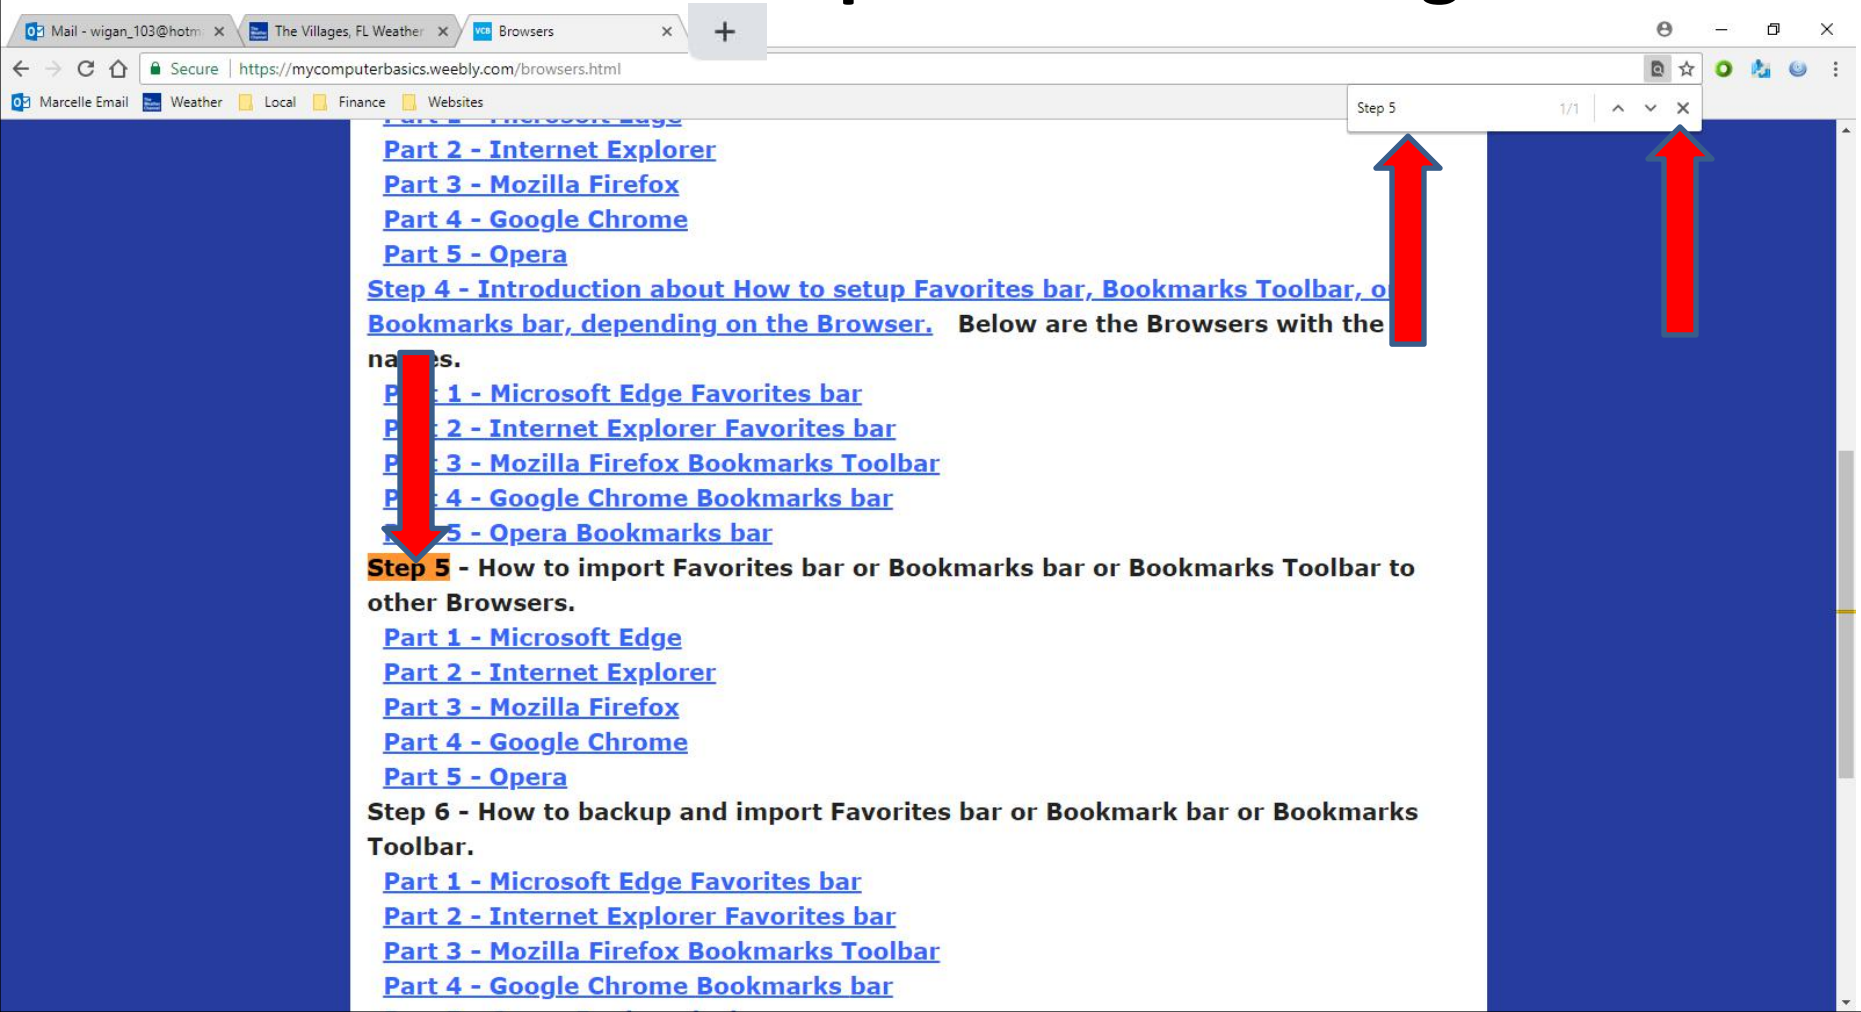 Mail - wigan_103@hotm
The Villages, FL Weather
VCB Browsers
Secure https://mycomputerbasics.weebly.com/browsers.html
Marcelle Email Weather Local Finance Websites
Step 5 1/1
Part 1 - Microsoft Edge
Part 2 - Internet Explorer
Part 3 - Mozilla Firefox
Part 4 - Google Chrome
Part 5 - Opera
Step 4 - Introduction about How to setup Favorites bar, Bookmarks Toolbar, o
Bookmarks bar, depending on the Browser. Below are the Browsers with the
Part 1 - Microsoft Edge Favorites bar
2 - Internet Explorer Favorites bar
3 - Mozilla Firefox Bookmarks Toolbar
4 - Google Chrome Bookmarks bar
5 - Opera Bookmarks bar
Step 5 - How to import Favorites bar or Bookmarks bar or Bookmarks Toolbar to
other Browsers.
Part 1 - Microsoft Edge
Part 2 - Internet Explorer
Part 3 - Mozilla Firefox
Part 4 - Google Chrome
Part 5 - Opera
Step 6 - How to backup and import Favorites bar or Bookmark bar or Bookmarks
Toolbar.
Part 1 - Microsoft Edge Favorites bar
Part 2 - Internet Explorer Favorites bar
Part 3 - Mozilla Firefox Bookmarks Toolbar
Part 4 - Google Chrome Bookmarks bar